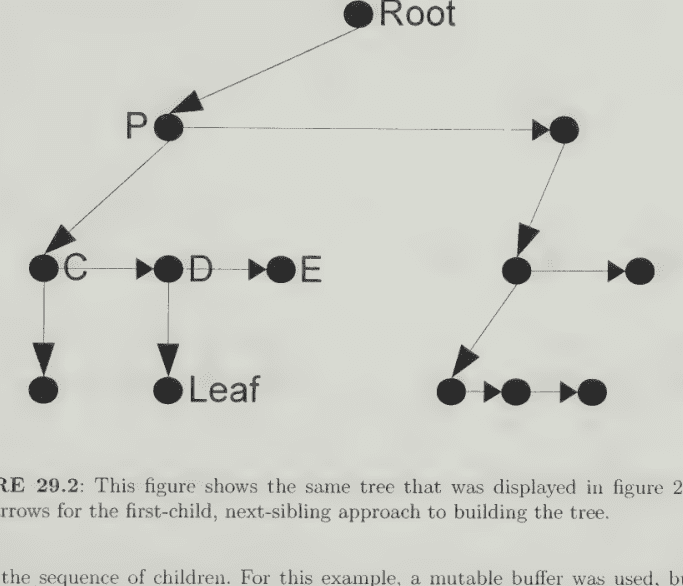 Root
P
C D E
Leaf
RE 29.2: This figure shows the same tree that was displayed in figure 2
rrows for the first-child, next-sibling approach to building the tree.
the sequence of children. For this example, a mutable buffer was used, b